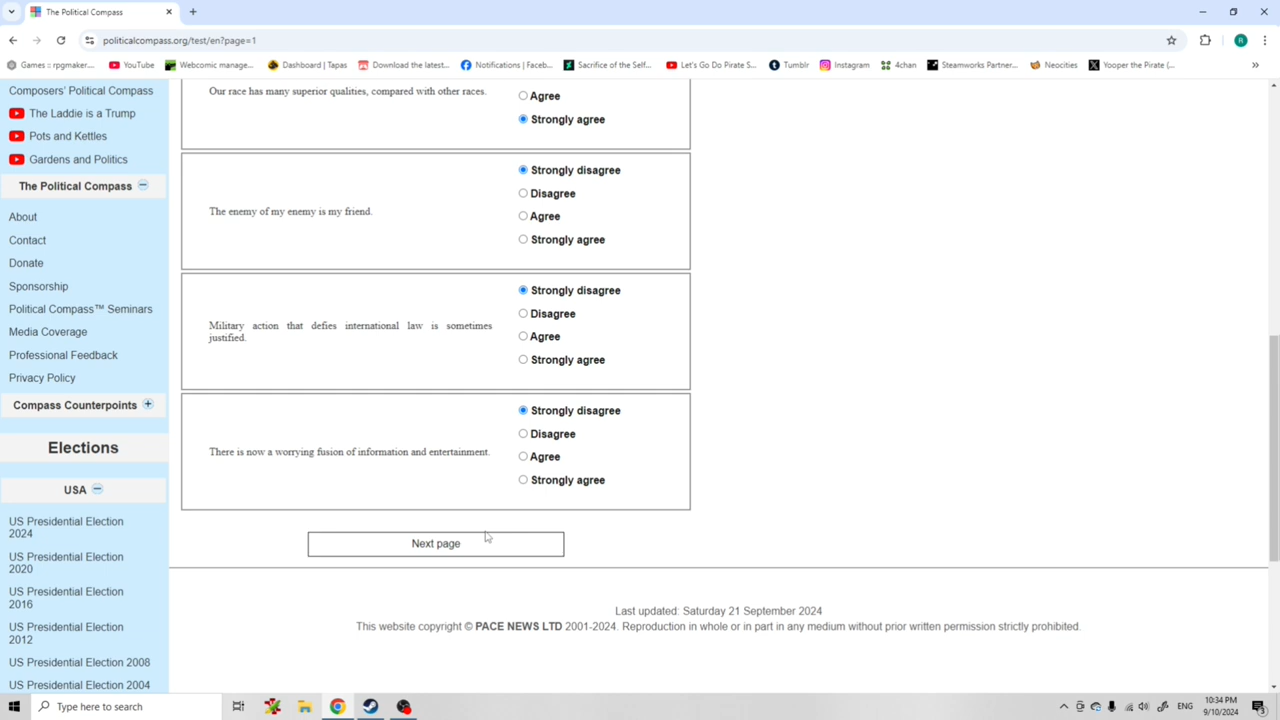 The Political Compass
politicalcompass.org/test/en?page=1
R
Games :: rpgmaker....
YouTube
Webcomic manage...
Dashboard | Tapas
Download the latest...
Notifications | Faceb...
Sacrifice of the Self...
Let's Go Do Pirate S...
Tumblr
Instagram
4chan
Steamworks Partner...
Neocities
Yooper the Pirate (...
»
Composers' Political Compass
The Laddie is a Trump
Pots and Kettles
Gardens and Politics
The Political Compass
About
Contact
Donate
Sponsorship
Political Compass™ Seminars
Media Coverage
Professional Feedback
Privacy Policy
Compass Counterpoints
Elections
USA
US Presidential Election
2024
US Presidential Election
2020
US Presidential Election
2016
US Presidential Election
2012
US Presidential Election 2008
US Presidential Election 2004
Our race has many superior qualities, compared with other races.
Agree
Strongly agree
The enemy of my enemy is my friend.
Strongly disagree
Disagree
Agree
Strongly agree
Military action that defies international law is sometimes
justified.
Strongly disagree
Disagree
Agree
Strongly agree
There is now a worrying fusion of information and entertainment.
Strongly disagree
Disagree
Agree
Strongly agree
Next page
Last updated: Saturday 21 September 2024
This website copyright © PACE NEWS LTD 2001-2024. Reproduction in whole or in part in any medium without prior written permission strictly prohibited.
Type here to search
ENG
10:34 PM
9/10/2024
3